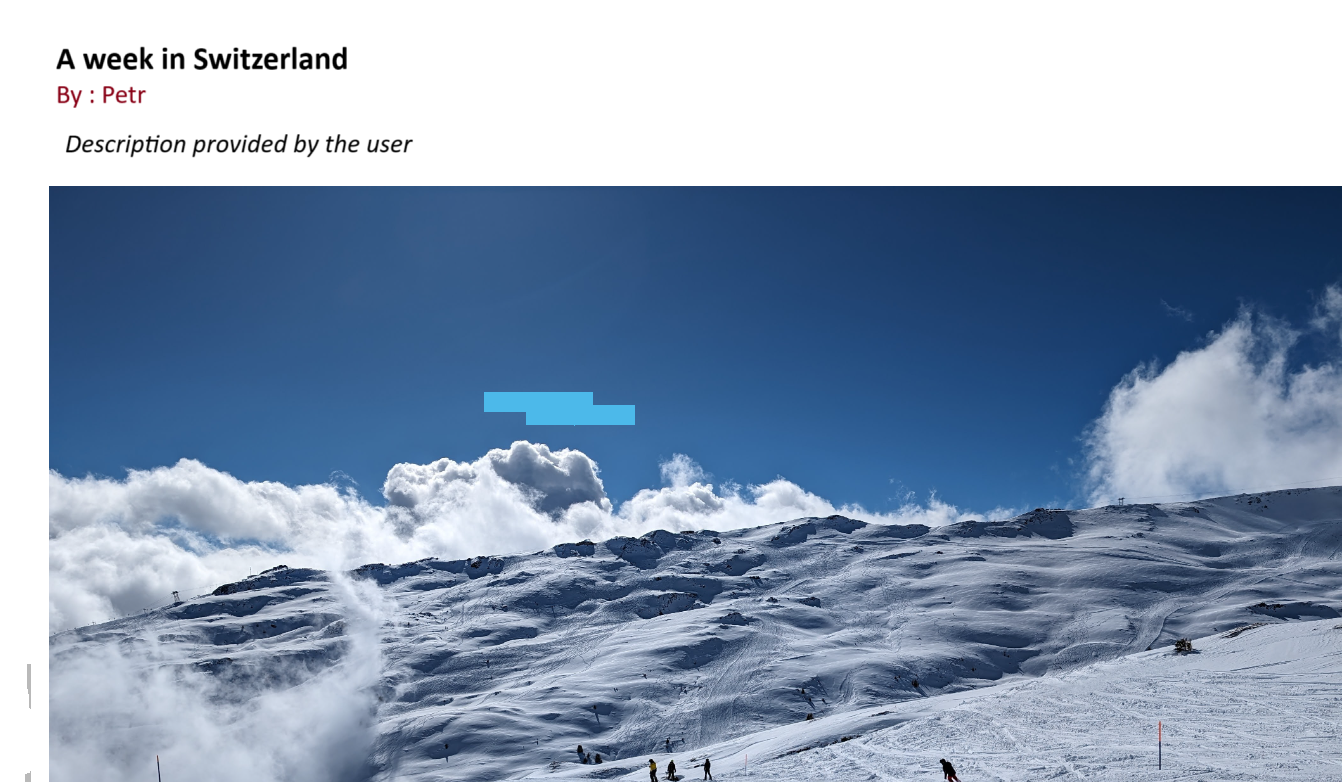 A week in Switzerland
By : Petr
Description provided by the user